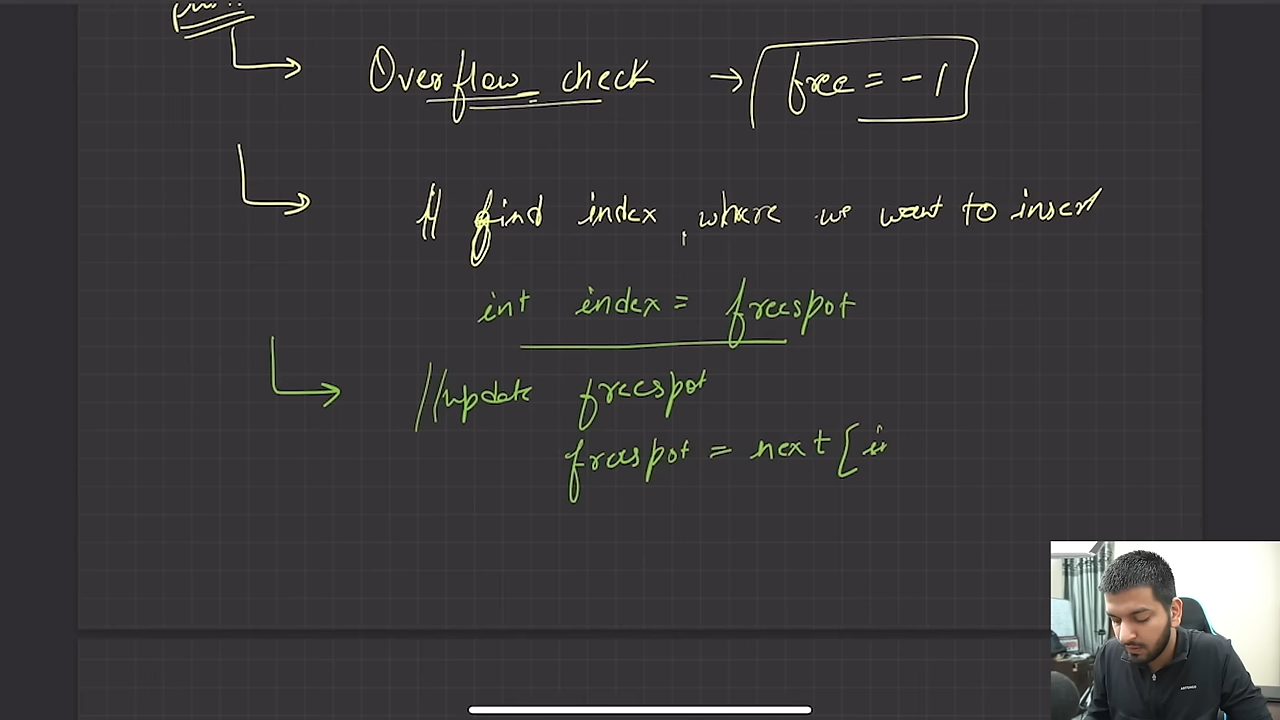 Overflow check → free = -1
// find index, where we want to insert
int index = freespot
//update freespot
freespot = next[i